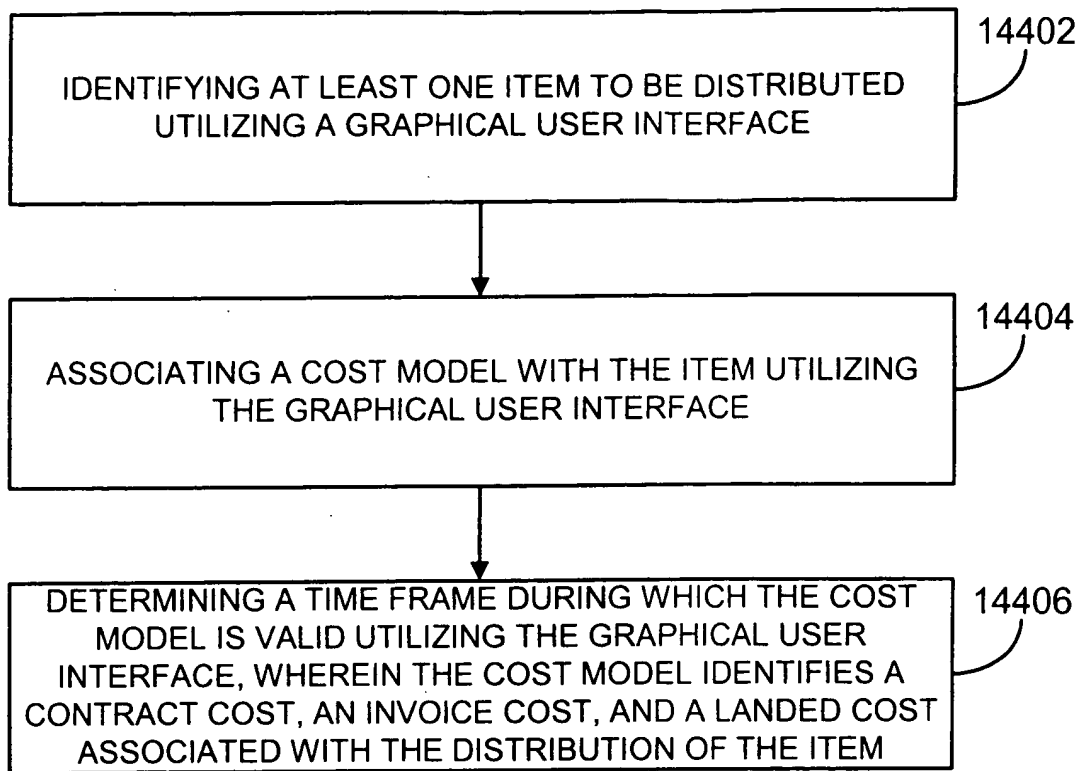 14402
IDENTIFYING AT LEAST ONE ITEM TO BE DISTRIBUTED
UTILIZING A GRAPHICAL USER INTERFACE
14404
ASSOCIATING A COST MODEL WITH THE ITEM UTILIZING
THE GRAPHICAL USER INTERFACE
14406
DETERMINING A TIME FRAME DURING WHICH THE COST
MODEL IS VALID UTILIZING THE GRAPHICAL USER
INTERFACE, WHEREIN THE COST MODEL IDENTIFIES A
CONTRACT COST, AN INVOICE COST, AND A LANDED COST
ASSOCIATED WITH THE DISTRIBUTION OF THE ITEM